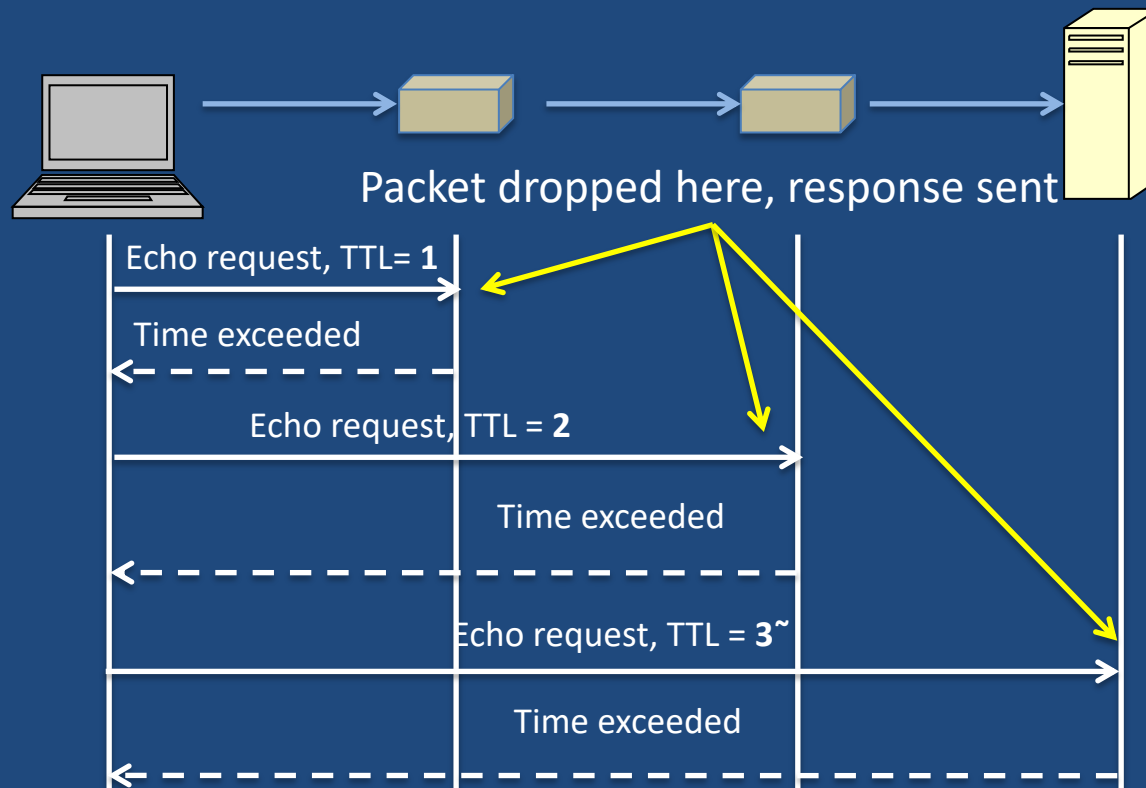 Packet dropped here, response sent
Echo request, TTL= 1
Time exceeded
Echo request, TTL = 2
Time exceeded
Echo request, TTL = 3˜
Time exceeded